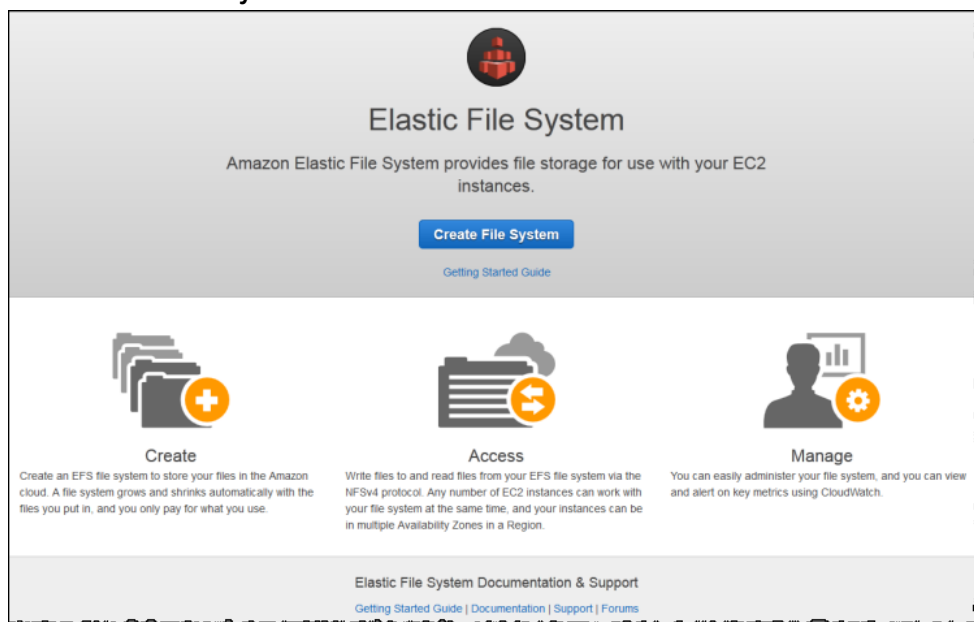 Elastic File System
Amazon Elastic File System provides file storage for use with your EC2
instances.
Create File System
Getting Started Guide
Create
Create an EFS file system to store your files in the Amazon
cloud. A file system grows and shrinks automatically with the
files you put in, and you only pay for what you use.
Access
Write files to and read files from your EFS file system via the
NFSv4 protocol. Any number of EC2 instances can work with
your file system at the same time, and your instances can be
in multiple Availability Zones in a Region.
Manage
You can easily administer your file system, and you can view
and alert on key metrics using CloudWatch.
Elastic File System Documentation & Support
Getting Started Guide | Documentation | Support | Forums